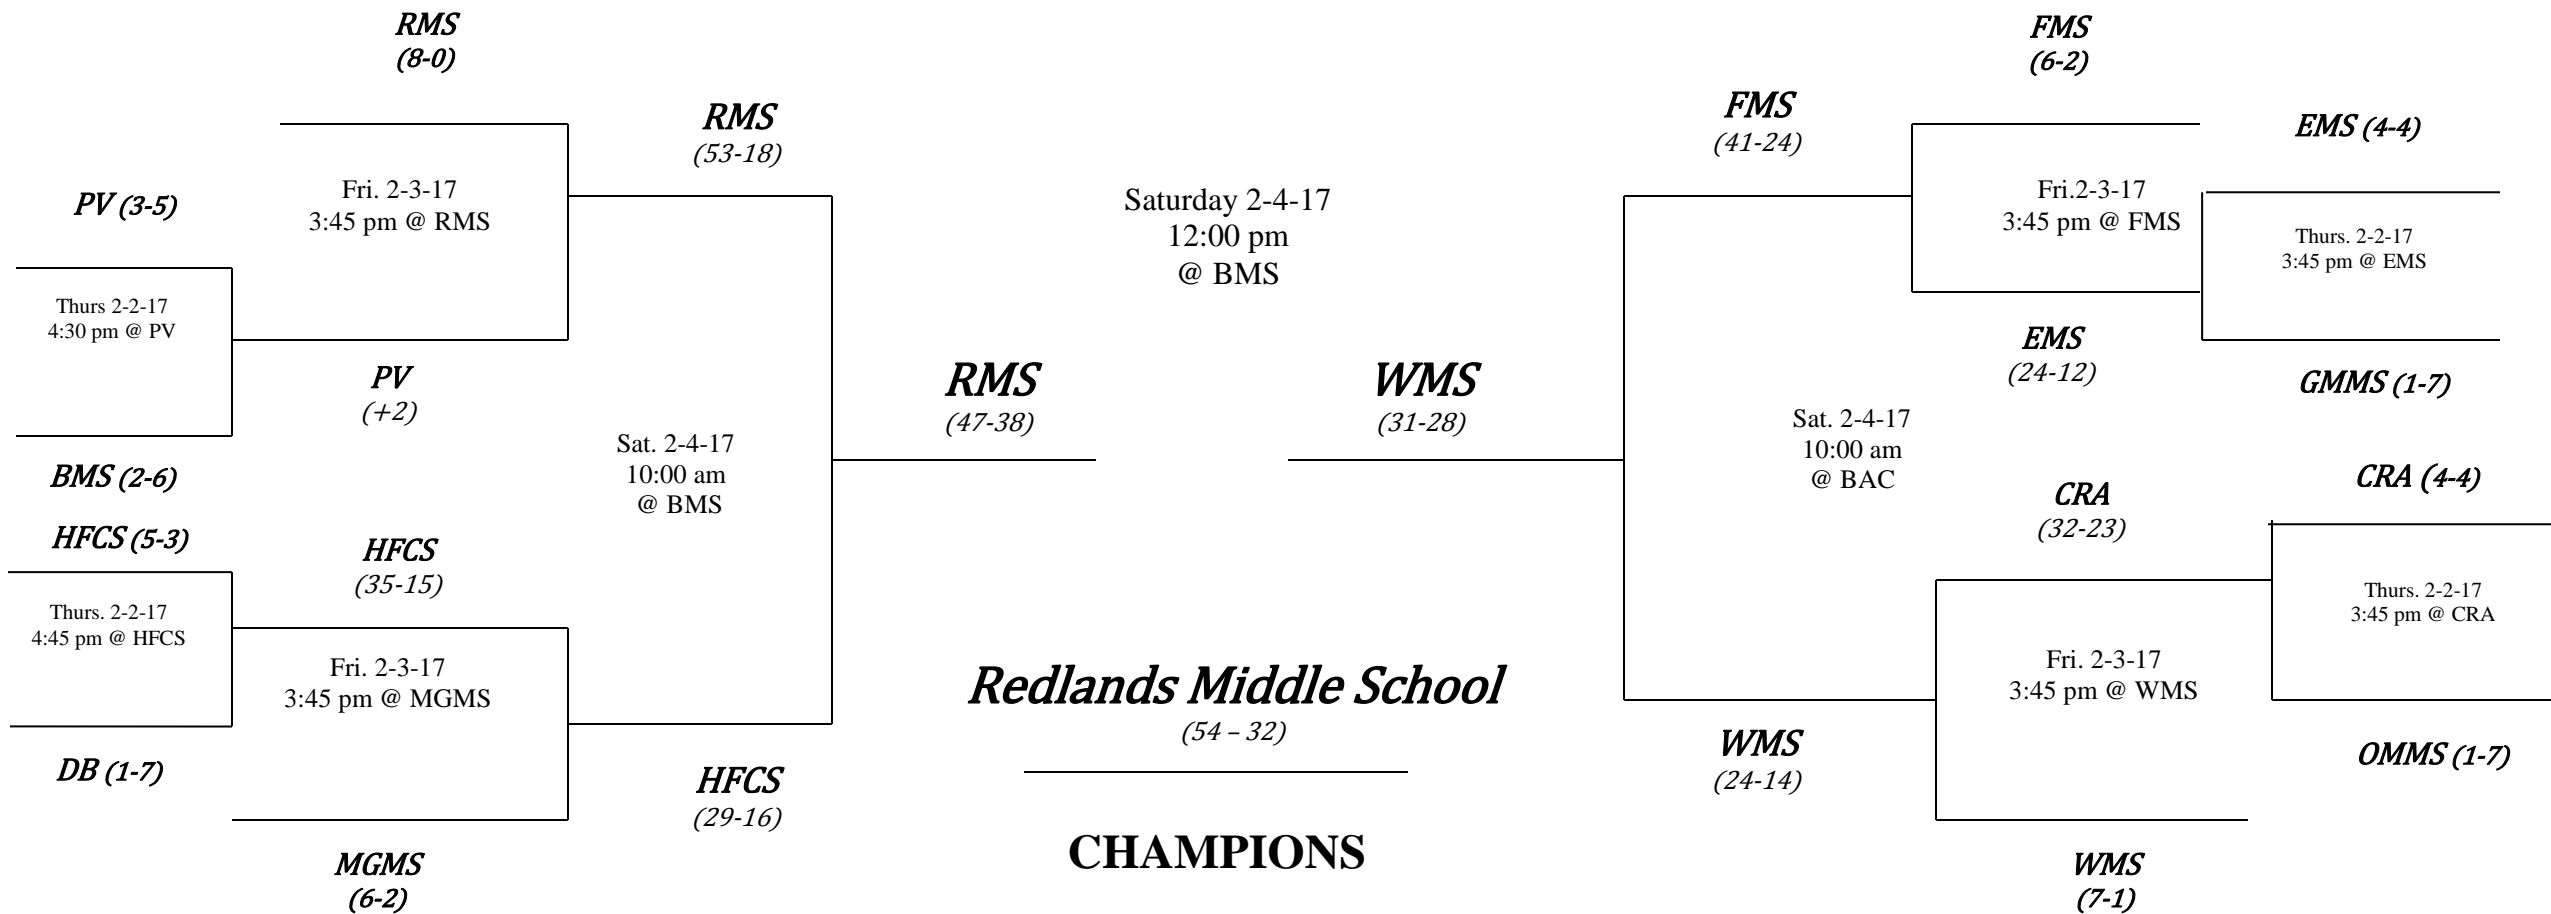 RMS
(8-0)
RMS
(53-18)
PV (3-5)
Fri. 2-3-17
3:45 pm @ RMS
Thurs 2-2-17
4:30 pm @ PV
PV
(+2)
BMS (2-6)
HFCS (5-3)
HFCS
(35-15)
Thurs. 2-2-17
4:45 pm @ HFCS
Fri. 2-3-17
3:45 pm @ MGMS
DB (1-7)
MGMS
(6-2)
Sat. 2-4-17
10:00 am
@ BMS
HFCS
(29-16)
RMS
(47-38)
Saturday 2-4-17
12:00 pm
@ BMS
WMS
(31-28)
Redlands Middle School
(54 – 32)
CHAMPIONS
FMS
(6-2)
FMS
(41-24)
EMS (4-4)
Fri.2-3-17
3:45 pm @ FMS
Thurs. 2-2-17
3:45 pm @ EMS
EMS
(24-12)
GMMS (1-7)
Sat. 2-4-17
10:00 am
@ BAC
CRA
(32-23)
CRA (4-4)
Thurs. 2-2-17
3:45 pm @ CRA
Fri. 2-3-17
3:45 pm @ WMS
WMS
(24-14)
OMMS (1-7)
WMS
(7-1)